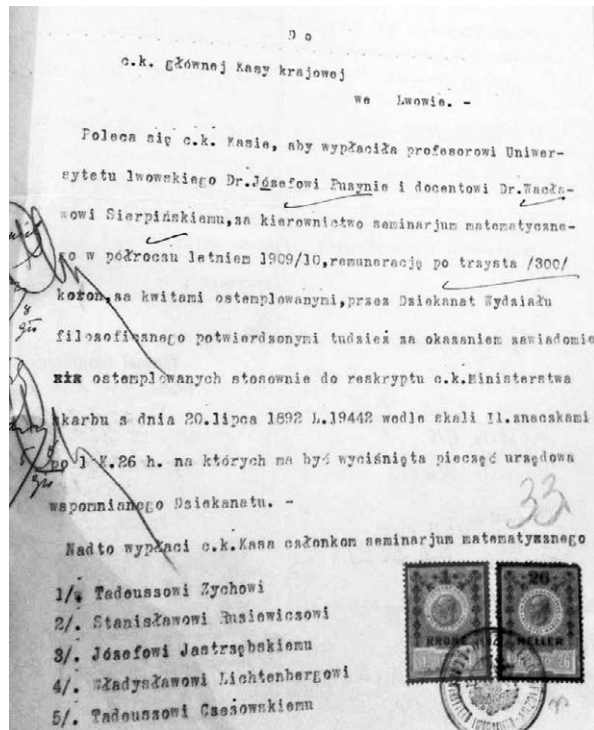 Do
c.k. głównej Kasy krajowej
we Lwowie. -
Poleca się c.k. Kasie, aby wypłaciła profesorowi Uniwer-
sytetu lwowskiego Dr.Józefowi Puzynie i docentowi Dr.Wacła-
wowi Sierpińskiemu,za kierownictwo seminarjum matematyczne-
go w półroczu letniem 1909/10,remunerację po trzysta /300/
koron,za kwitami ostemplowanymi,przez Dziekanat Wydziału
filozoficznego potwierdzonymi tudzież za okazaniem zawiadomie
ostemplowanych stosownie do reskryptu c.k.Ministerstwa
skarbu z dnia 20.lipca 1892 L.19442 wedle skali II.znaczkami
po 1 K.26 h. na których ma być wyciśnięta pieczęć urzędowa
wspomnianego Dziekanatu. -
33
Nadto wypłaci c.k.Kasa członkom seminarjum matematyzznego
1/. Tadeuszowi Zychowi
2/. Stanisławowi Rusiewiczowi
3/. Józefowi Jastrzębskiemu
4/. Władysławowi Lichtenbergowi
5/. Tadeuszowi Czeżowskiemu
1 26
KRONE HELLER
1 26